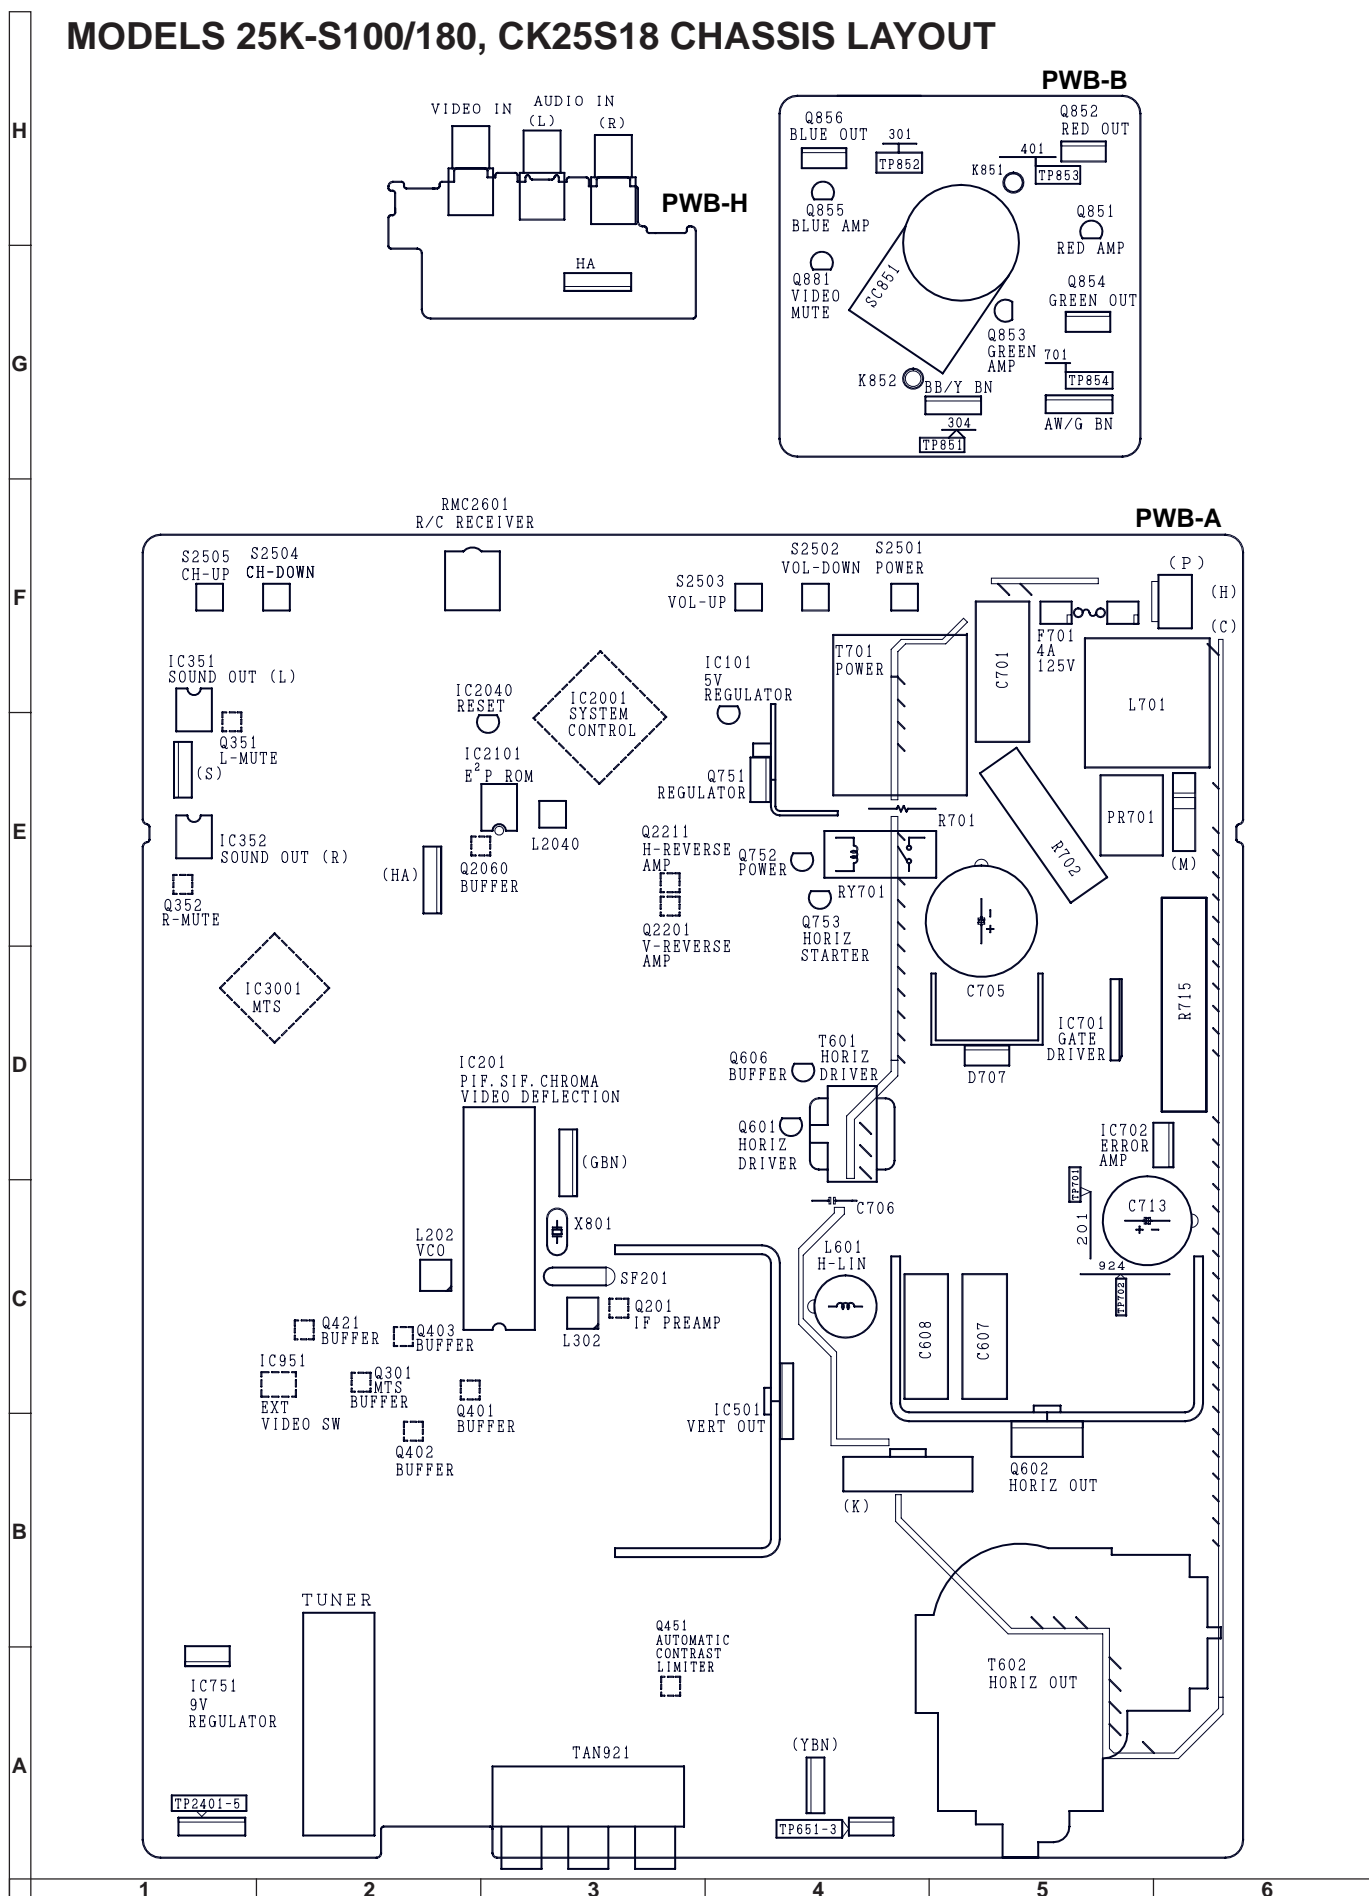 MODELS 25K-S100/180, CK25S18 CHASSIS LAYOUT
PWB-B
H
VIDEO IN
AUDIO IN
(L)
(R)
PWB-H
HA
Q856
BLUE OUT
301
TP852
Q852
RED OUT
401
TP853
K851
Q855
BLUE AMP
Q851
RED AMP
Q881
VIDEO
MUTE
SC851
Q854
GREEN OUT
Q853
GREEN
AMP
701
TP854
K852
BB/Y BN
304
TP851
AW/G BN
G
RMC2601
R/C RECEIVER
PWB-A
S2505
CH-UP
S2504
CH-DOWN
S2503
VOL-UP
S2502
VOL-DOWN
S2501
POWER
(P)
(H)
(C)
F
F701
4A
125V
IC351
SOUND OUT (L)
IC2040
RESET
IC2001
SYSTEM
CONTROL
IC101
5V
REGULATOR
T701
POWER
C701
L701
Q351
L-MUTE
(S)
IC2101
E2P ROM
Q751
REGULATOR
E
IC352
SOUND OUT (R)
L2040
Q2060
BUFFER
(HA)
Q2211
H-REVERSE
AMP
Q752
POWER
R701
RY701
R702
PR701
(M)
Q352
R-MUTE
Q2201
V-REVERSE
AMP
Q753
HORIZ
STARTER
- +
C705
IC3001
MTS
R715
IC701
GATE
DRIVER
D707
D
IC201
PIF.SIF.CHROMA
VIDEO DEFLECTION
Q606
BUFFER
T601
HORIZ
DRIVER
(GBN)
Q601
HORIZ
DRIVER
IC702
ERROR
AMP
TP701
201
C713
+ -
C706
X801
L202
VCO
L601
H-LIN
924
TP702
C
SF201
Q201
IF PREAMP
L302
C608
C607
Q421
BUFFER
Q403
BUFFER
IC951
EXT
VIDEO SW
Q301
MTS
BUFFER
Q401
BUFFER
Q402
BUFFER
IC501
VERT OUT
Q602
HORIZ OUT
(K)
B
TUNER
Q451
AUTOMATIC
CONTRAST
LIMITER
T602
HORIZ OUT
IC751
9V
REGULATOR
TAN921
(YBN)
A
TP2401-5
TP651-3
1 2 3 4 5 6